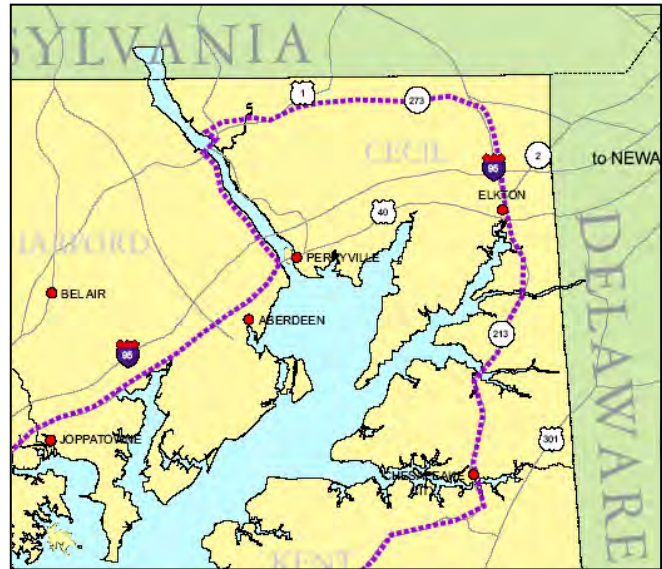 SYLVANIA
1
273
CECIL
2
95
to NEWA
ELKTON
40
HARFORD
PERRYVILLE
DELAWARE
BEL AIR
ABERDEEN
213
95
301
JOPPATOWNE
CHESAPEAKE
KENT